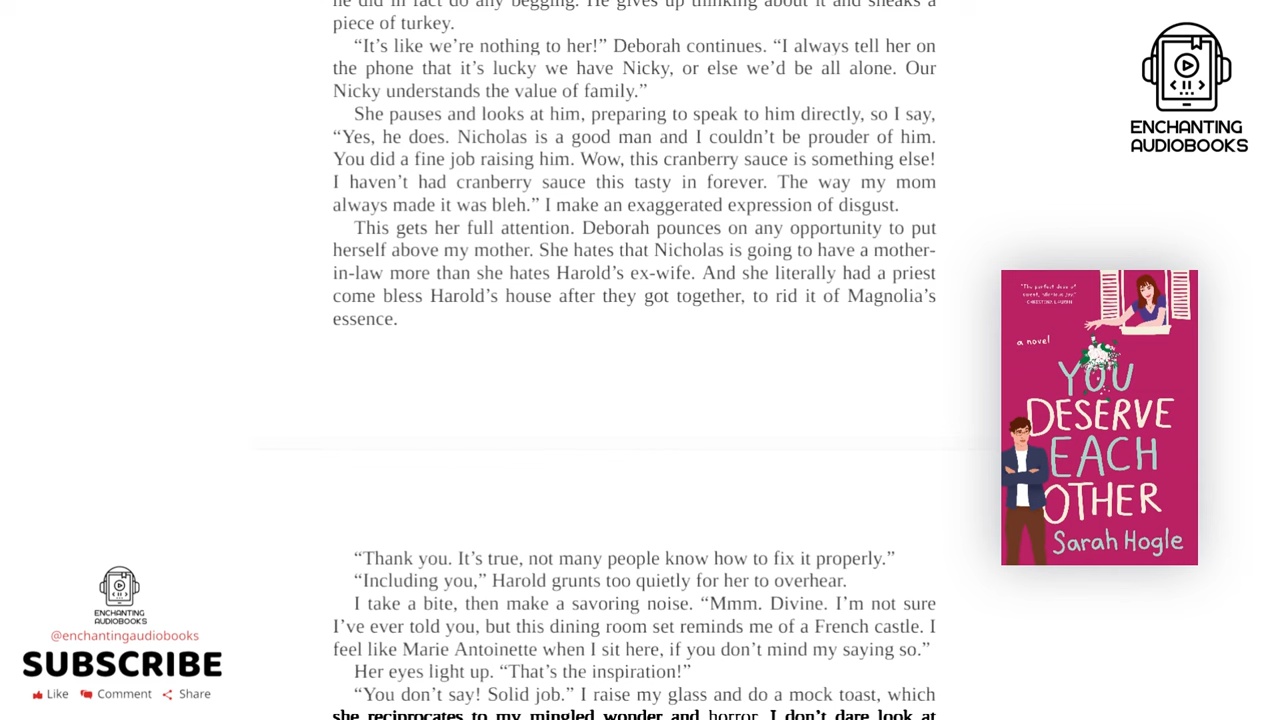 he did in fact do any begging. He gives up thinking about it and sneaks a
piece of turkey.
“It’s like we’re nothing to her!” Deborah continues. “I always tell her on
the phone that it’s lucky we have Nicky, or else we’d be all alone. Our
Nicky understands the value of family.”
She pauses and looks at him, preparing to speak to him directly, so I say,
“Yes, he does. Nicholas is a good man and I couldn’t be prouder of him.
You did a fine job raising him. Wow, this cranberry sauce is something else!
I haven’t had cranberry sauce this tasty in forever. The way my mom
always made it was bleh.” I make an exaggerated expression of disgust.
This gets her full attention. Deborah pounces on any opportunity to put
herself above my mother. She hates that Nicholas is going to have a mother-
in-law more than she hates Harold’s ex-wife. And she literally had a priest
come bless Harold’s house after they got together, to rid it of Magnolia’s
essence.
“Thank you. It’s true, not many people know how to fix it properly.”
“Including you,” Harold grunts too quietly for her to overhear.
I take a bite, then make a savoring noise. “Mmm. Divine. I’m not sure
I’ve ever told you, but this dining room set reminds me of a French castle. I
feel like Marie Antoinette when I sit here, if you don’t mind my saying so.”
Her eyes light up. “That’s the inspiration!”
“You don’t say! Solid job.” I raise my glass and do a mock toast, which
she reciprocates to my mingled wonder and horror. I don’t dare look at
ENCHANTING
AUDIOBOOKS
a novel
YOU
DESERVE
EACH
OTHER
Sarah Hogle
ENCHANTING
AUDIOBOOKS
@enchantingaudiobooks
SUBSCRIBE
Like Comment Share